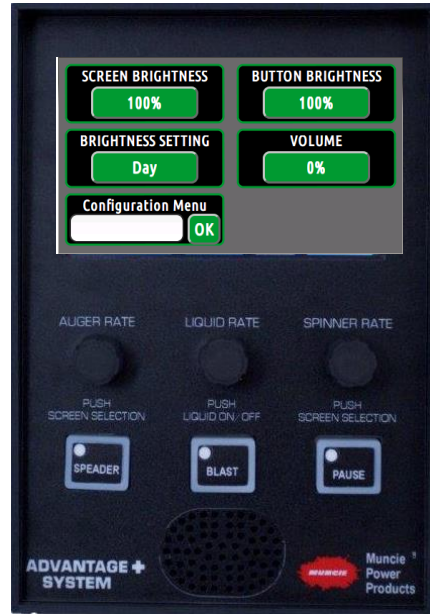 SCREEN BRIGHTNESS BUTTON BRIGHTNESS
100% 100%
BRIGHTNESS SETTING VOLUME
Day 0%
Configuration Menu
OK
AUGER RATE LIQUID RATE SPINNER RATE
PUSH PUSH PUSH
SCREEN SELECTION LIQUID ON/OFF SCREEN SELECTION
SPEADER BLAST PAUSE
ADVANTAGE + Muncie ®
SYSTEM MUNCIE Power
Products